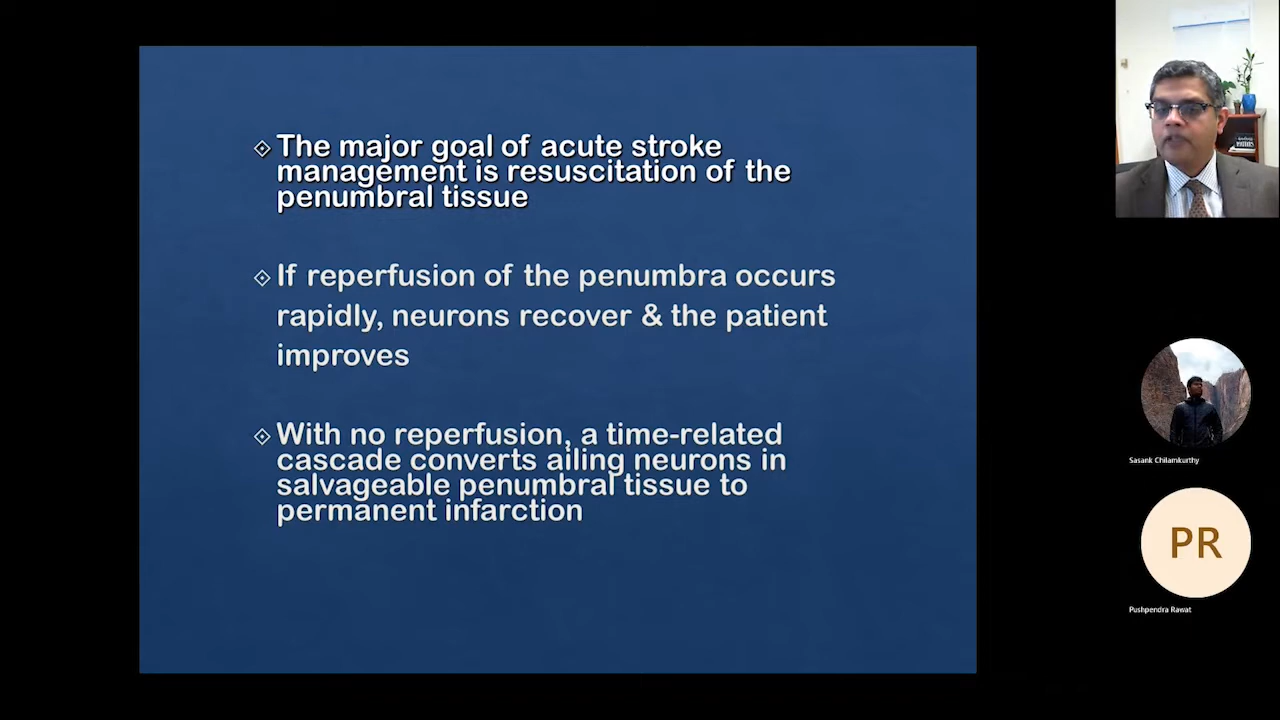 The major goal of acute stroke
management is resuscitation of the
penumbral tissue
If reperfusion of the penumbra occurs
rapidly, neurons recover & the patient
improves
With no reperfusion, a time-related
cascade converts ailing neurons in
salvageable penumbral tissue to
permanent infarction
Sasank Chilamkurthy
PR
Pushpendra Rawat